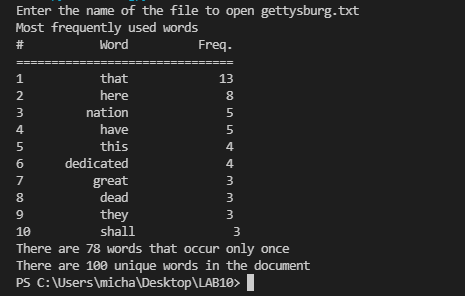 Enter the name of the file to open gettysburg.txt
Most frequently used words
# Word Freq.
===============================
1 that 13
2 here 8
3 nation 5
4 have 5
5 this 4
6 dedicated 4
7 great 3
8 dead 3
9 they 3
10 shall 3
There are 78 words that occur only once
There are 100 unique words in the document
PS C:\Users\micha\Desktop\LAB10>